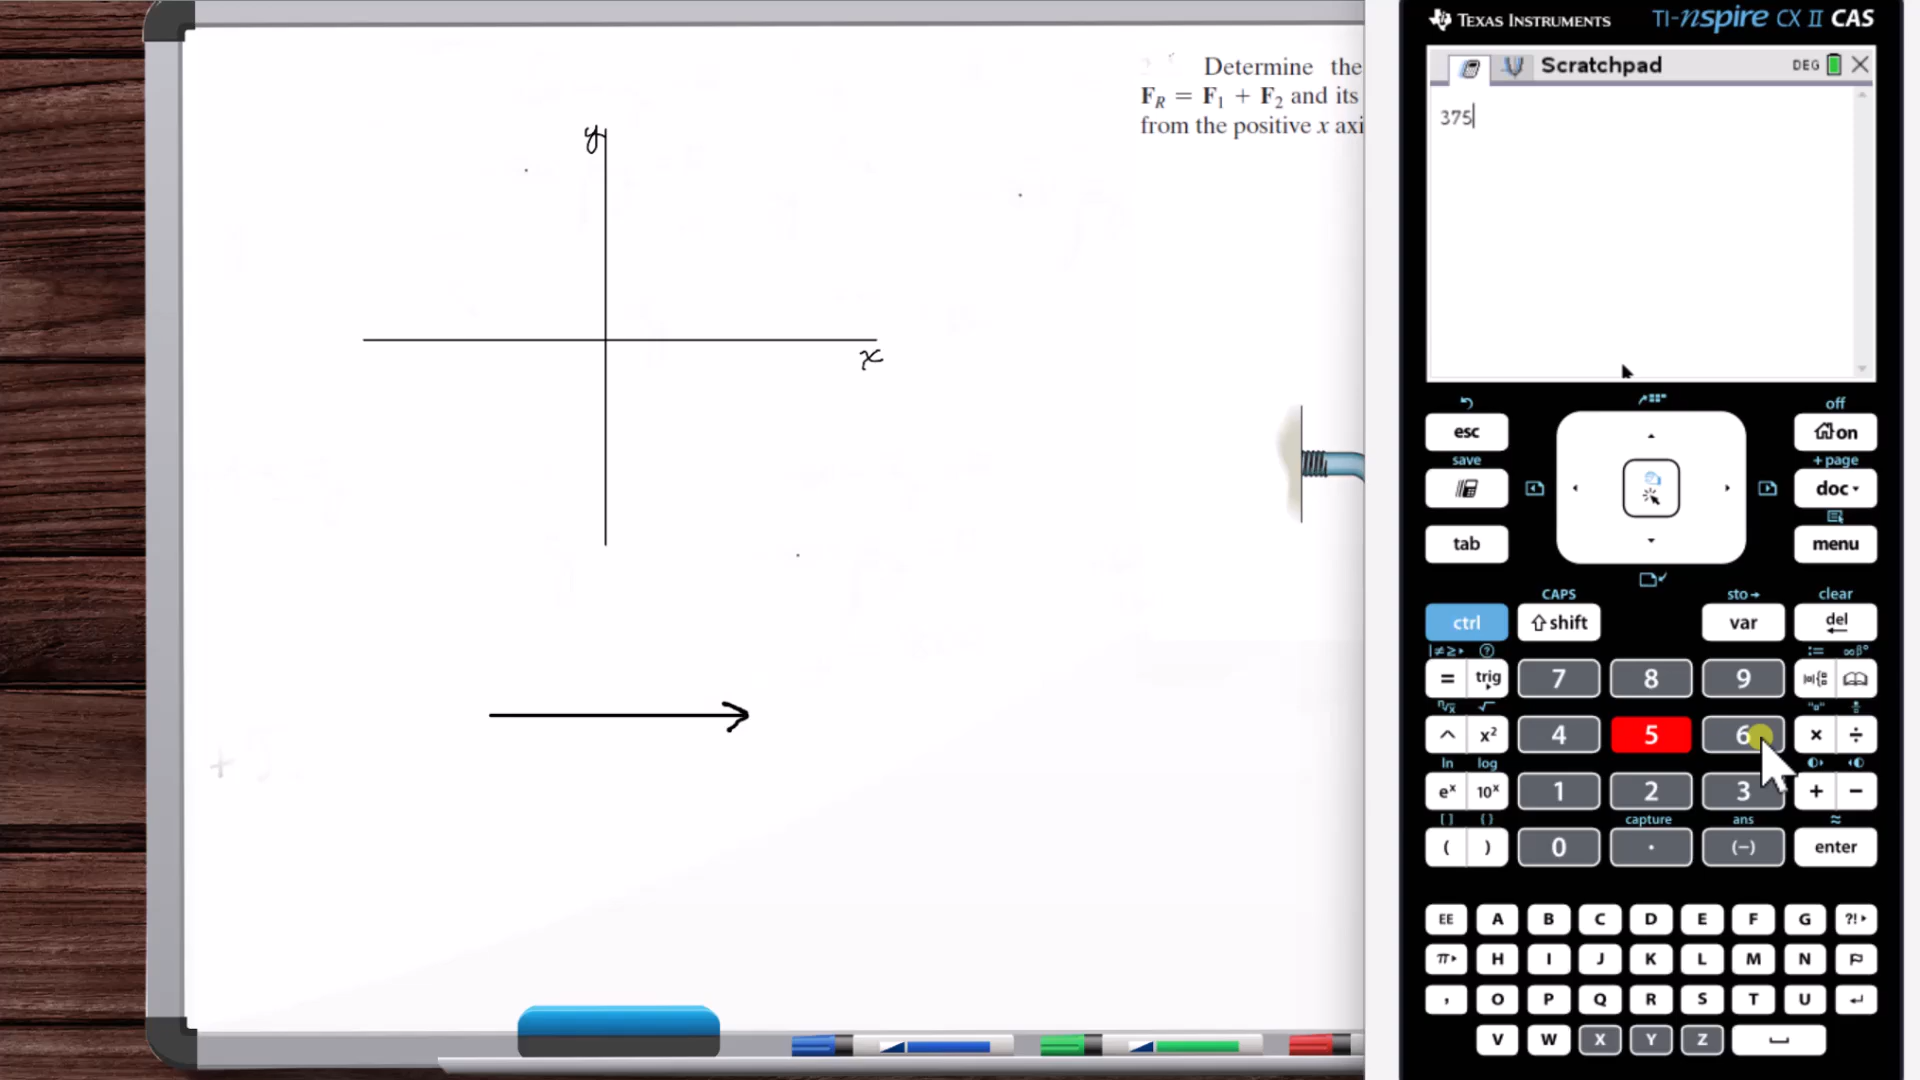 Determine the
F_R = F_1 + F_2 and its
from the positive x axi
y
x
TEXAS INSTRUMENTS TI-nspire CX II CAS
Scratchpad DEG
375
off
esc on
save + page
doc
tab menu
CAPS sto→ clear
ctrl shift var del
|≠≥▸ ? := ∞β°
= trig 7 8 9
ⁿ√x √
^ x² 4 5 6 × ÷
ln log
eˣ 10ˣ 1 2 3 + −
[ ] { } capture ans ≈
( ) 0 . (−) enter
EE A B C D E F G ?!▸
π▸ H I J K L M N
, O P Q R S T U
V W X Y Z